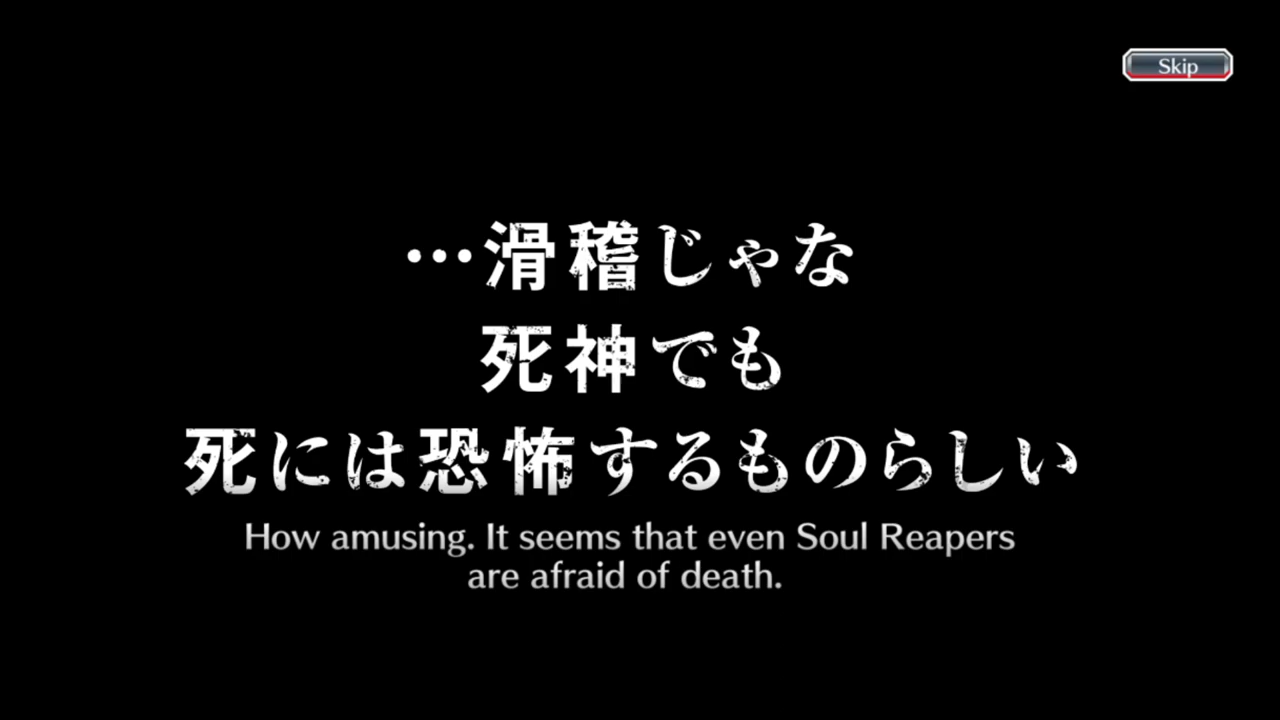 Skip
…滑稽じゃな
死神でも
死には恐怖するものらしい
How amusing. It seems that even Soul Reapers
are afraid of death.